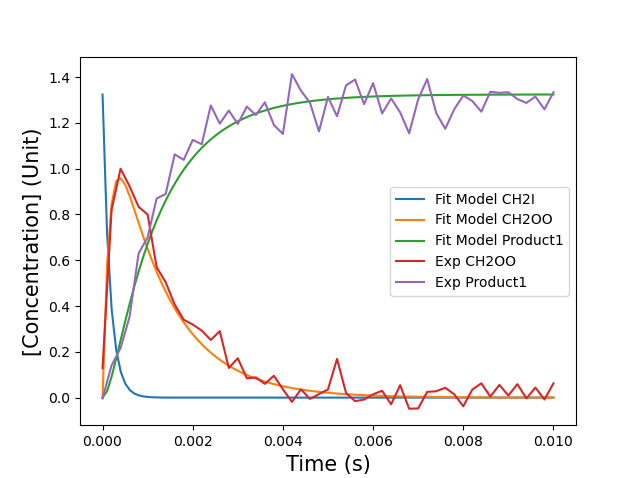 [Concentration] (Unit)
1.4
1.2
1.0
0.8
0.6
0.4
0.2
0.0
Fit Model CH2I
Fit Model CH2OO
Fit Model Product1
Exp CH2OO
Exp Product1
0.000 0.002 0.004 0.006 0.008 0.010
Time (s)